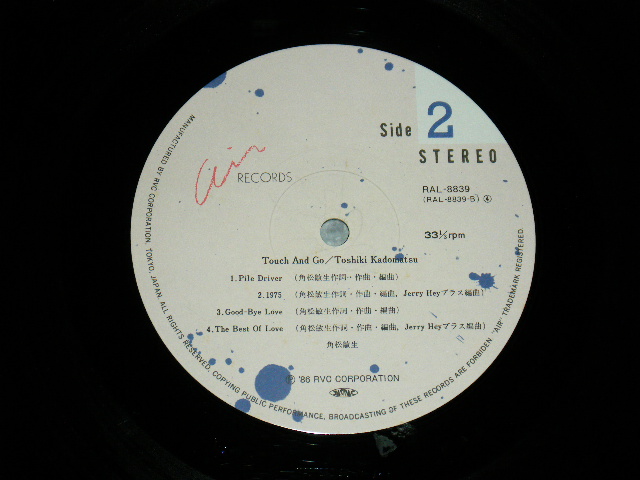 Side 2
STEREO
Air RECORDS
RAL-8839
(RAL-8839-B) ④
33⅓rpm
Touch And Go／Toshiki Kadomatsu
1. Pile Driver （角松敏生作詞・作曲・編曲）
2. 1975 （角松敏生作詞・作曲・編曲, Jerry Heyブラス編曲）
3. Good-Bye Love （角松敏生作詞・作曲・編曲）
4. The Best Of Love （角松敏生作詞・作曲・編曲, Jerry Heyブラス編曲）
角松敏生
Ⓟ '86 RVC CORPORATION
MANUFACTURED BY RVC CORPORATION, TOKYO, JAPAN. ALL RIGHTS RESERVED. COPYING PUBLIC PERFORMANCE, BROADCASTING OF THESE RECORDS ARE FORBIDEN. "AIR" TRADEMARK REGISTERED.